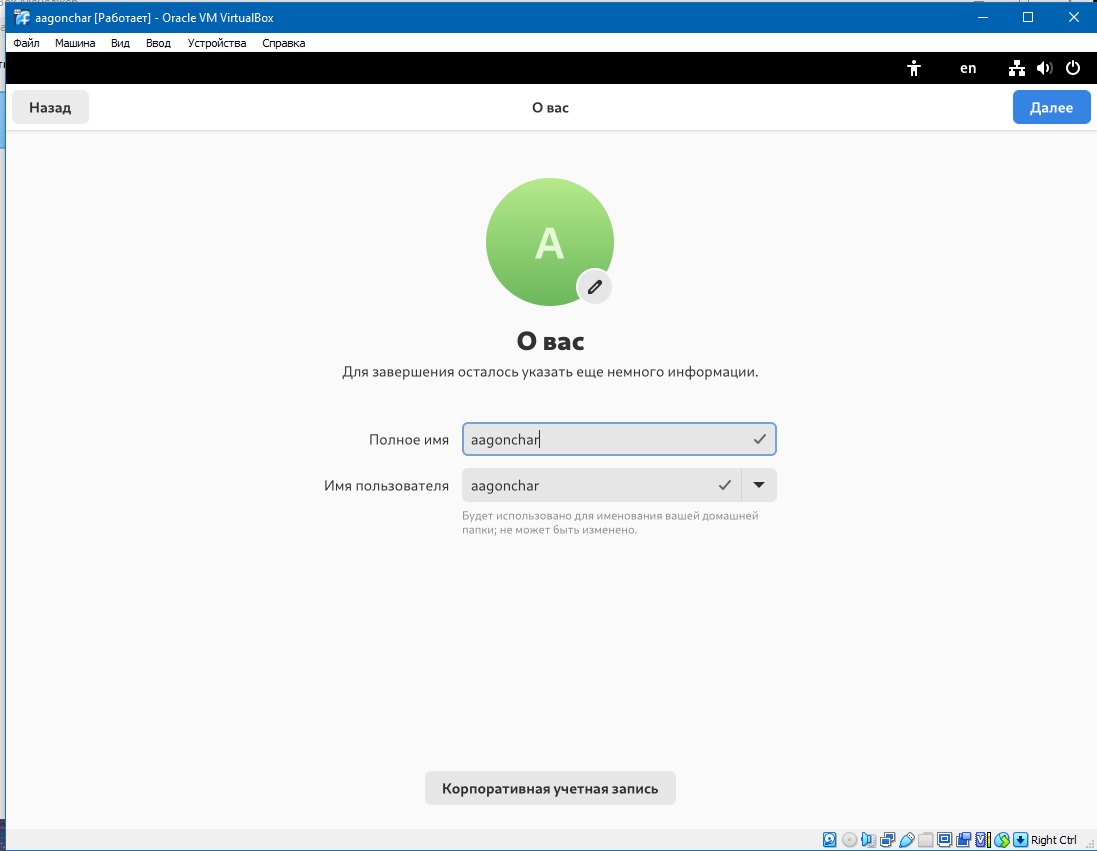 aagonchar [Работает] - Oracle VM VirtualBox
Файл Машина Вид Ввод Устройства Справка
en
Назад О вас Далее
A
О вас
Для завершения осталось указать еще немного информации.
Полное имя aagonchar
Имя пользователя aagonchar
Будет использовано для именования вашей домашней
папки; не может быть изменено.
Корпоративная учетная запись
Right Ctrl